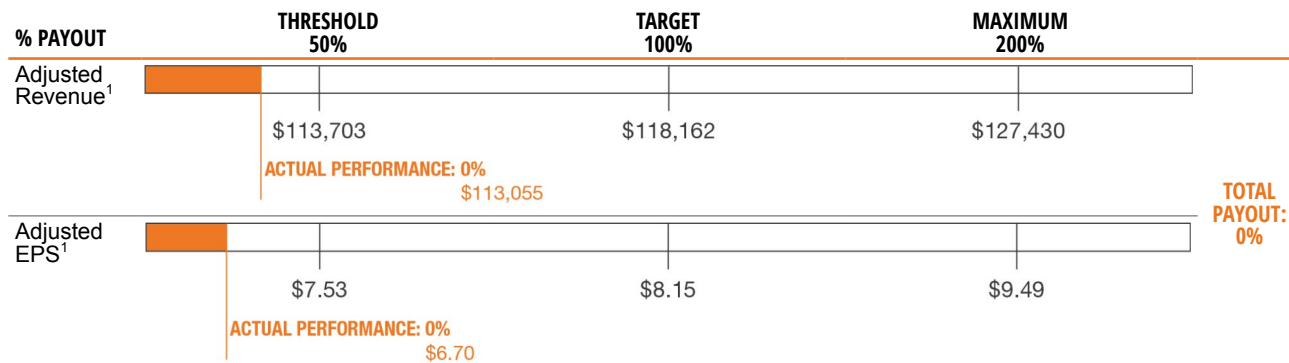 % PAYOUT
THRESHOLD
50%
TARGET
100%
MAXIMUM
200%
Adjusted
Revenue¹
$113,703
$118,162
$127,430
ACTUAL PERFORMANCE: 0%
$113,055
Adjusted
EPS¹
$7.53
$8.15
$9.49
ACTUAL PERFORMANCE: 0%
$6.70
TOTAL
PAYOUT:
0%